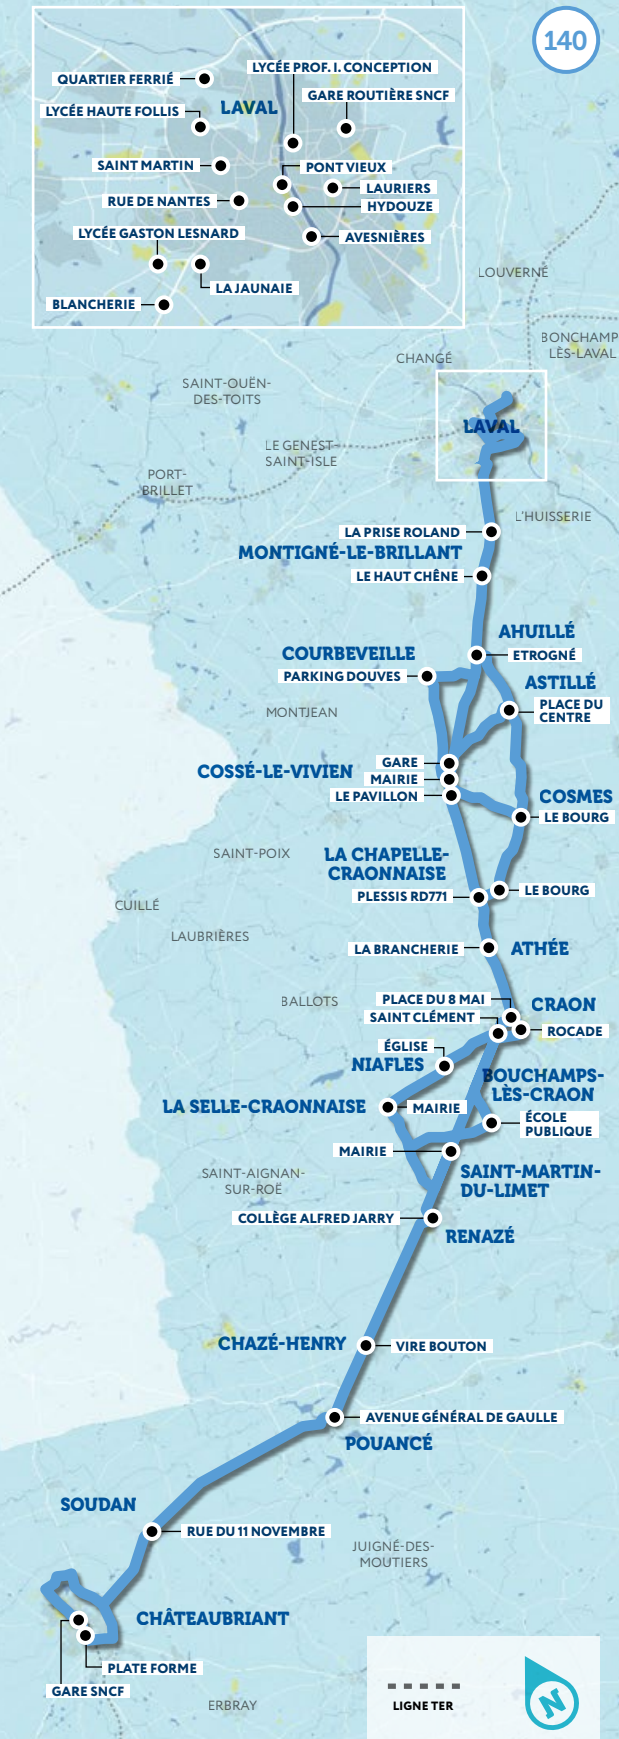 140
LYCÉE PROF. I. CONCEPTION
QUARTIER FERRIÉ
GARE ROUTIÈRE SNCF
LYCÉE HAUTE FOLLIS
LAVAL
SAINT MARTIN
PONT VIEUX
LAURIERS
RUE DE NANTES
HYDOUZE
LYCÉE GASTON LESNARD
AVESNIÈRES
LA JAUNAIE
BLANCHERIE
LOUVERNÉ
BONCHAMP
LÈS-LAVAL
CHANGÉ
SAINT-OUËN-
DES-TOITS
LAVAL
LE GENEST-
SAINT-ISLE
PORT-
BRILLET
L'HUISSERIE
LA PRISE ROLAND
MONTIGNÉ-LE-BRILLANT
LE HAUT CHÊNE
AHUILLÉ
COURBEVEILLE
ETROGNÉ
PARKING DOUVES
ASTILLÉ
PLACE DU
CENTRE
MONTJEAN
GARE
COSSÉ-LE-VIVIEN
MAIRIE
LE PAVILLON
COSMES
LE BOURG
SAINT-POIX
LA CHAPELLE-
CRAONNAISE
LE BOURG
PLESSIS RD771
CUILLÉ
LAUBRIÈRES
LA BRANCHERIE
ATHÉE
BALLOTS
PLACE DU 8 MAI
CRAON
SAINT CLÉMENT
ROCADE
ÉGLISE
NIAFLES
BOUCHAMPS-
LÈS-CRAON
LA SELLE-CRAONNAISE
MAIRIE
ÉCOLE
PUBLIQUE
MAIRIE
SAINT-AIGNAN-
SUR-ROË
SAINT-MARTIN-
DU-LIMET
COLLÈGE ALFRED JARRY
RENAZÉ
CHAZÉ-HENRY
VIRE BOUTON
AVENUE GÉNÉRAL DE GAULLE
POUANCÉ
SOUDAN
RUE DU 11 NOVEMBRE
JUIGNÉ-DES-
MOUTIERS
CHÂTEAUBRIANT
PLATE FORME
GARE SNCF
ERBRAY
LIGNE TER
N